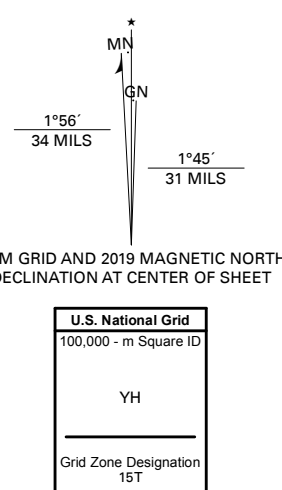 ★
MN
GN
1°56´
34 MILS
1°45´
31 MILS
M GRID AND 2019 MAGNETIC NORTH
DECLINATION AT CENTER OF SHEET
U.S. National Grid
100,000 - m Square ID
YH
Grid Zone Designation
15T